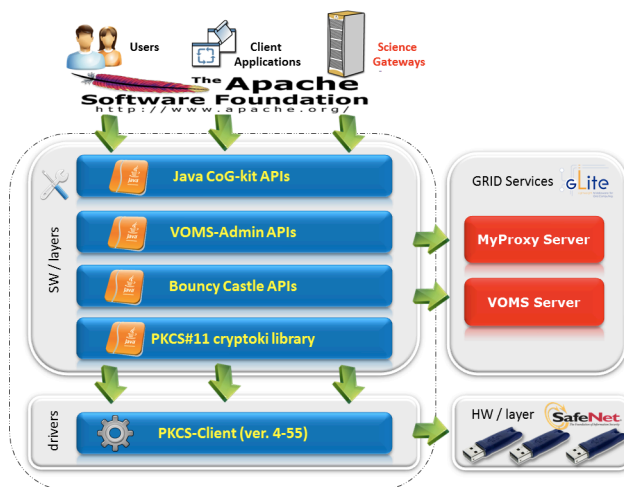 Users
Client
Applications
Science
Gateways
The Apache
Software Foundation
http://www.apache.org/
SW / layers
Java CoG-kit APIs
VOMS-Admin APIs
Bouncy Castle APIs
PKCS#11 cryptoki library
GRID Services
gLite
MyProxy Server
VOMS Server
drivers
PKCS-Client (ver. 4-55)
HW / layer
SafeNet